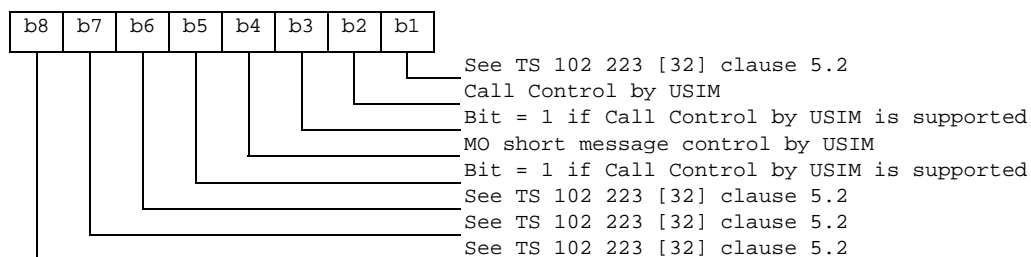 b8 b7 b6 b5 b4 b3 b2 b1
See TS 102 223 [32] clause 5.2
Call Control by USIM
Bit = 1 if Call Control by USIM is supported
MO short message control by USIM
Bit = 1 if Call Control by USIM is supported
See TS 102 223 [32] clause 5.2
See TS 102 223 [32] clause 5.2
See TS 102 223 [32] clause 5.2